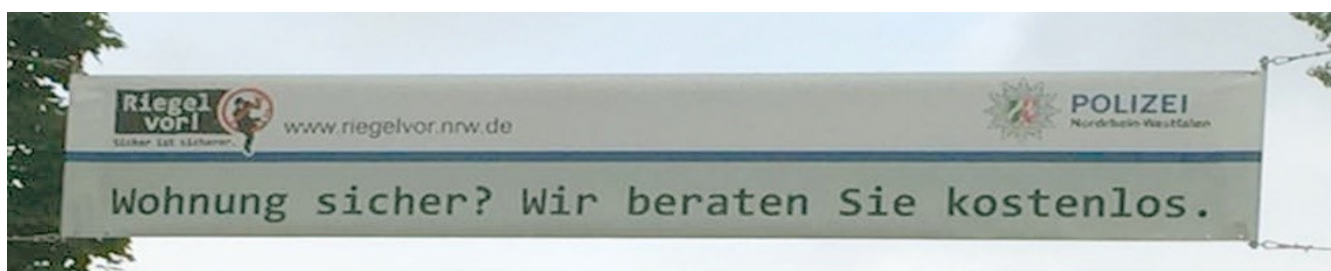 Riegel
vor!
Sicher ist sicherer.
www.riegelvor.nrw.de
POLIZEI
Nordrhein-Westfalen
Wohnung sicher? Wir beraten Sie kostenlos.